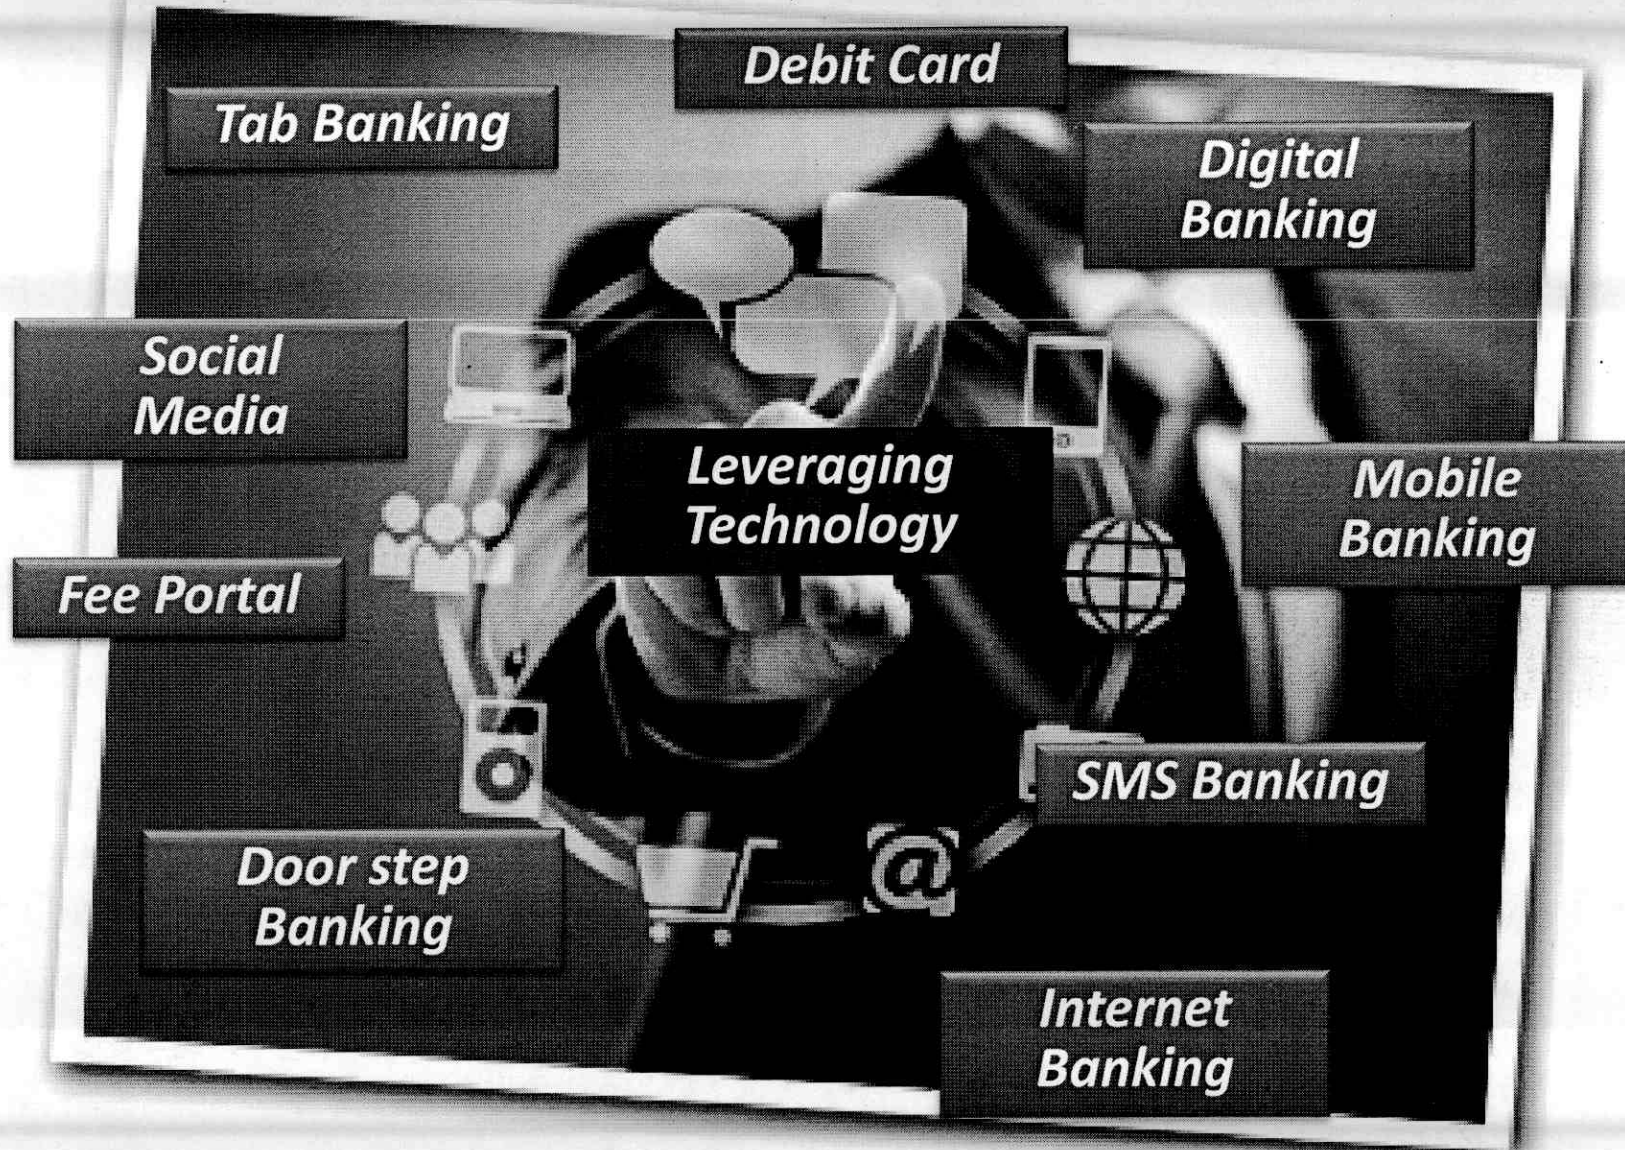 Debit Card
Tab Banking
Digital
Banking
Social
Media
Leveraging
Technology
Mobile
Banking
Fee Portal
SMS Banking
Door step
Banking
Internet
Banking
@